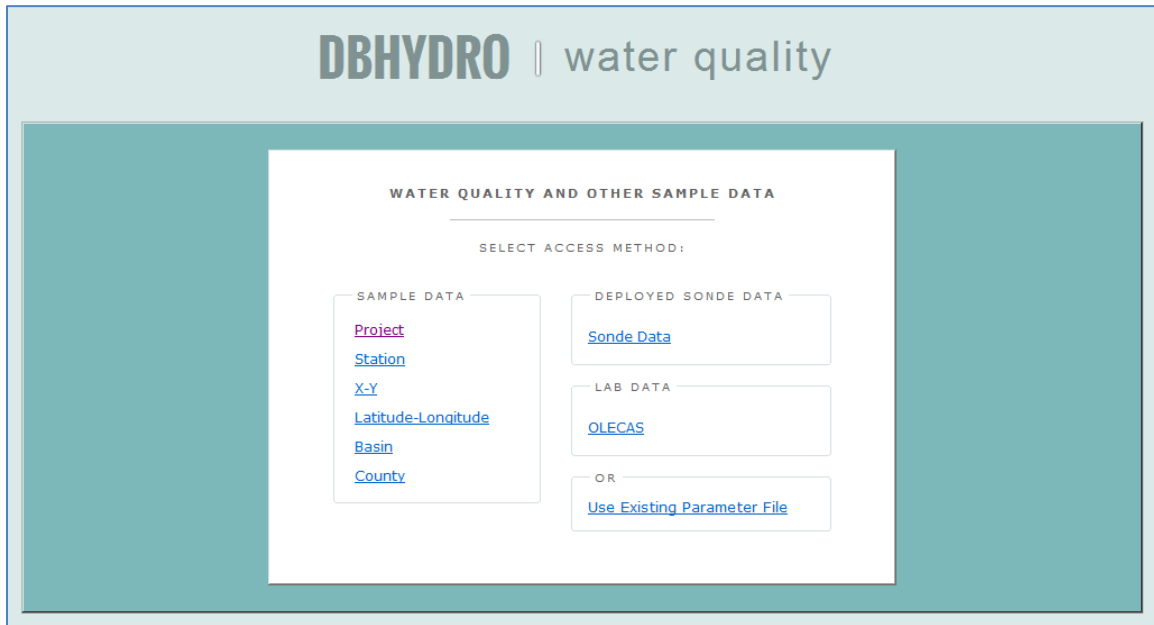 DBHYDRO | water quality
WATER QUALITY AND OTHER SAMPLE DATA
SELECT ACCESS METHOD:
SAMPLE DATA
Project
Station
X-Y
Latitude-Longitude
Basin
County
DEPLOYED SONDE DATA
Sonde Data
LAB DATA
OLECAS
OR
Use Existing Parameter File